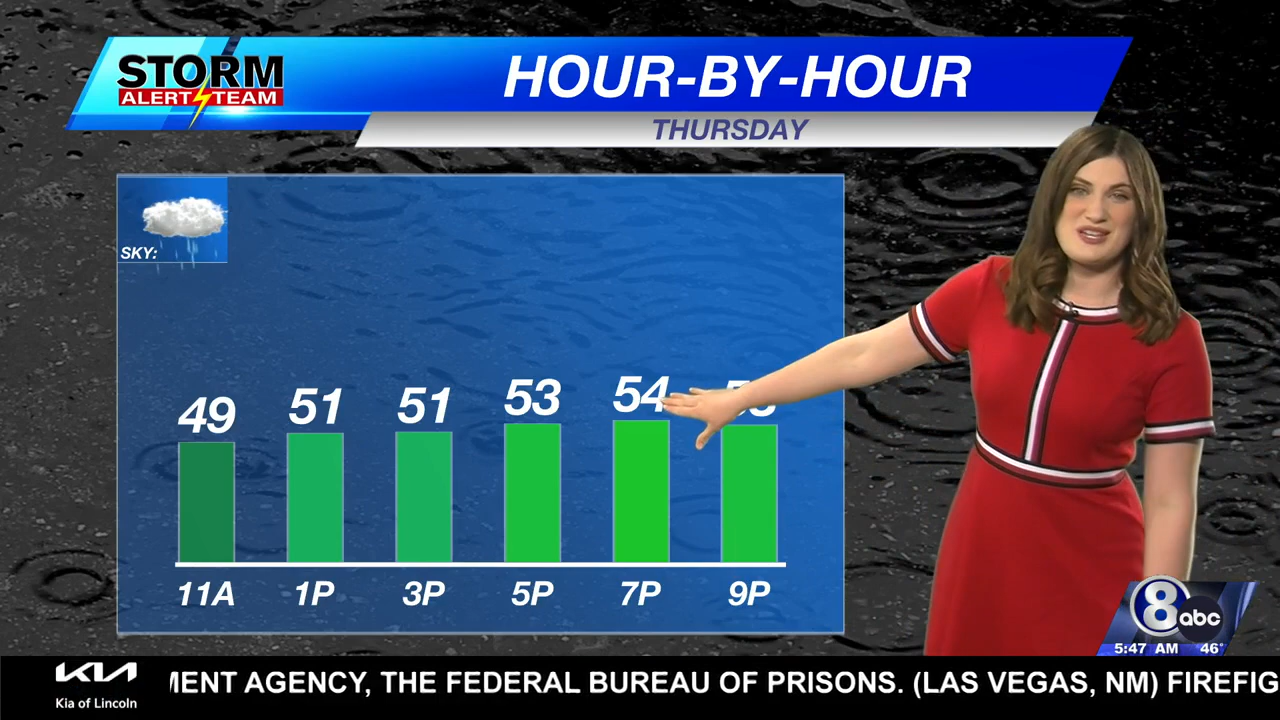 STORM
ALERT TEAM
HOUR-BY-HOUR
THURSDAY
SKY:
49 51 51 53 54
11A 1P 3P 5P 7P 9P
8 abc
5:47 AM 46°
KIA
Kia of Lincoln
MENT AGENCY, THE FEDERAL BUREAU OF PRISONS. (LAS VEGAS, NM) FIREFIG